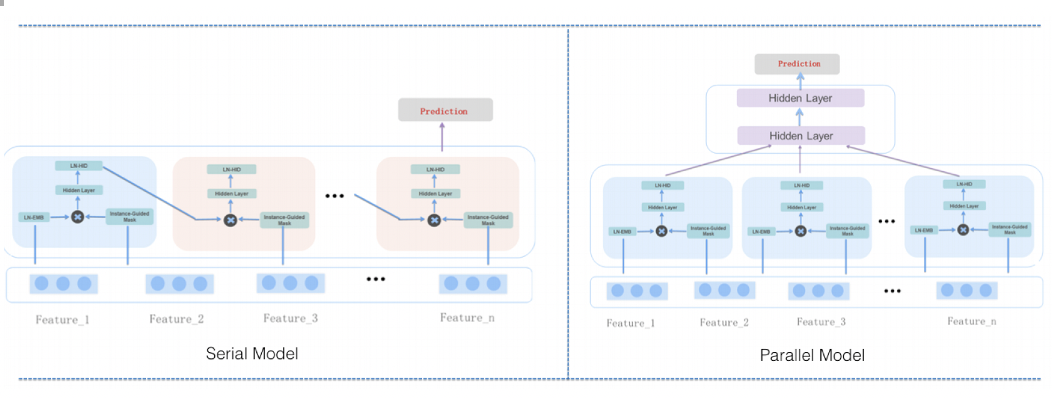 Prediction
LN-HID
Hidden Layer
LN-EMB
Instance-Guided
Mask
LN-HID
Hidden Layer
Instance-Guided
Mask
•••
LN-HID
Hidden Layer
Instance-Guided
Mask
•••
Feature_1
Feature_2
Feature_3
Feature_n
Serial Model
Prediction
Hidden Layer
Hidden Layer
LN-HID
Hidden Layer
LN-EMB
Instance-Guided
Mask
LN-HID
Hidden Layer
LN-EMB
Instance-Guided
Mask
•••
LN-HID
Hidden Layer
LN-EMB
Instance-Guided
Mask
•••
Feature_1
Feature_2
Feature_3
Feature_n
Parallel Model